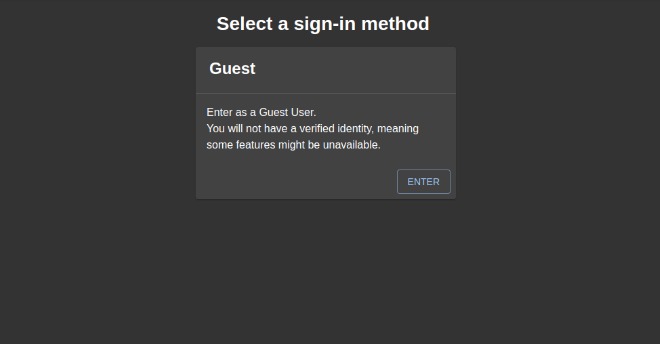 Select a sign-in method
Guest
Enter as a Guest User.
You will not have a verified identity, meaning
some features might be unavailable.
ENTER